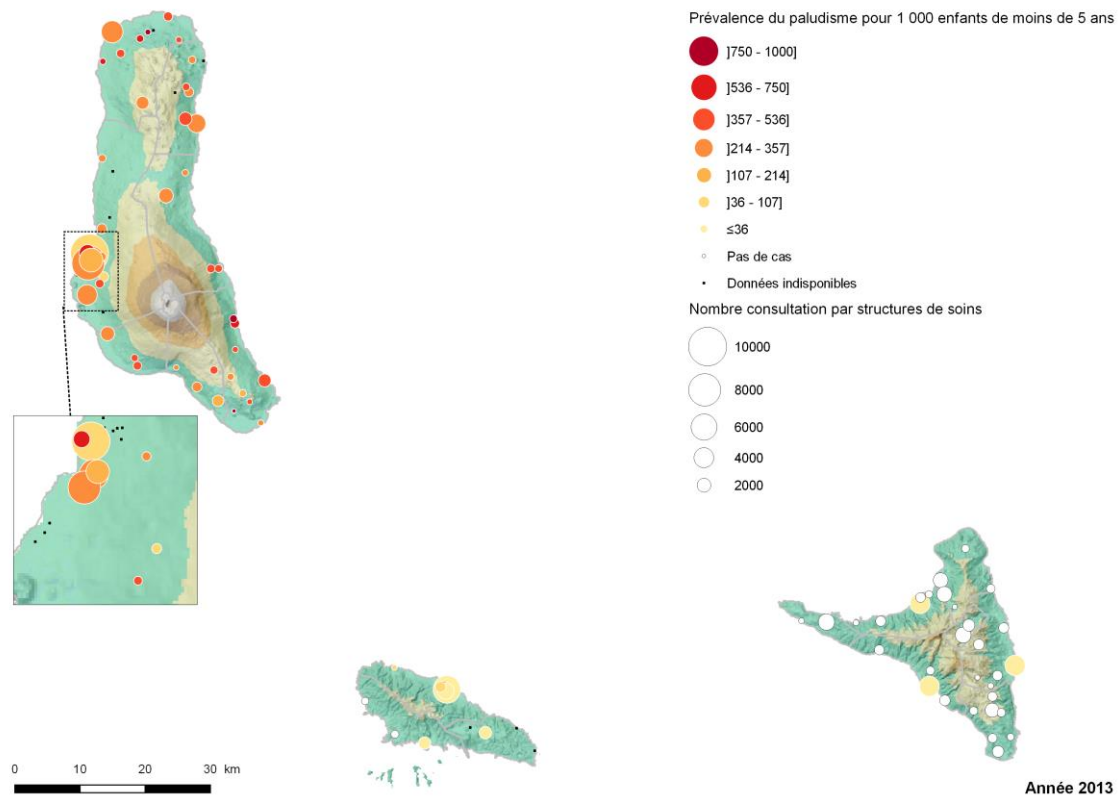 Prévalence du paludisme pour 1 000 enfants de moins de 5 ans
]750 - 1000]
]536 - 750]
]357 - 536]
]214 - 357]
]107 - 214]
]36 - 107]
≤36
Pas de cas
Données indisponibles
Nombre consultation par structures de soins
10000
8000
6000
4000
2000
0 10 20 30 km
Année 2013